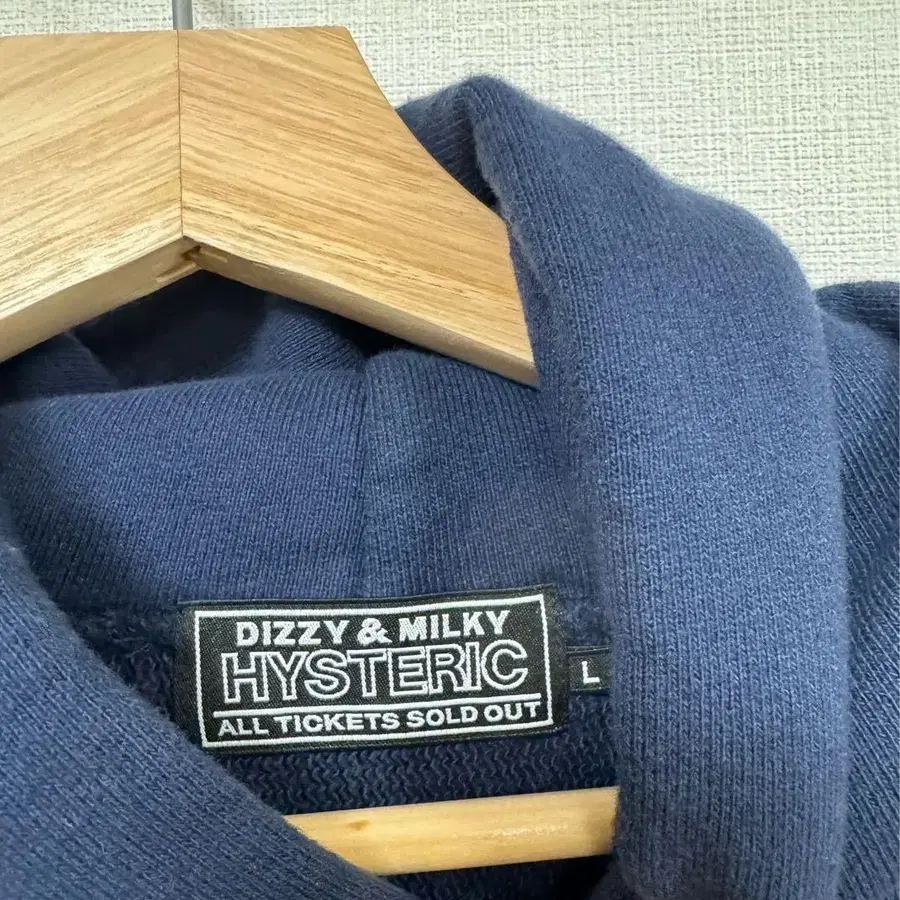 DIZZY & MILKY
HYSTERIC
ALL TICKETS SOLD OUT
L